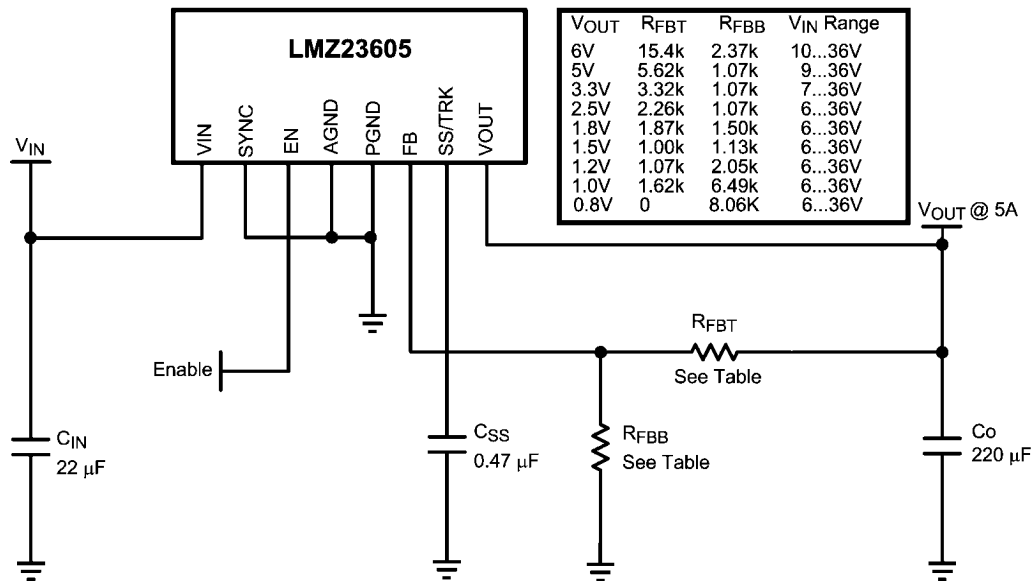 LMZ23605
VIN
SYNC
EN
AGND
PGND
FB
SS/TRK
VOUT
VOUT RFBT RFBB VIN Range
6V 15.4k 2.37k 10...36V
5V 5.62k 1.07k 9...36V
3.3V 3.32k 1.07k 7...36V
2.5V 2.26k 1.07k 6...36V
1.8V 1.87k 1.50k 6...36V
1.5V 1.00k 1.13k 6...36V
1.2V 1.07k 2.05k 6...36V
1.0V 1.62k 6.49k 6...36V
0.8V 0 8.06K 6...36V
VIN
VOUT @ 5A
RFBT
See Table
Enable
CIN
22 μF
CSS
0.47 μF
RFBB
See Table
Co
220 μF